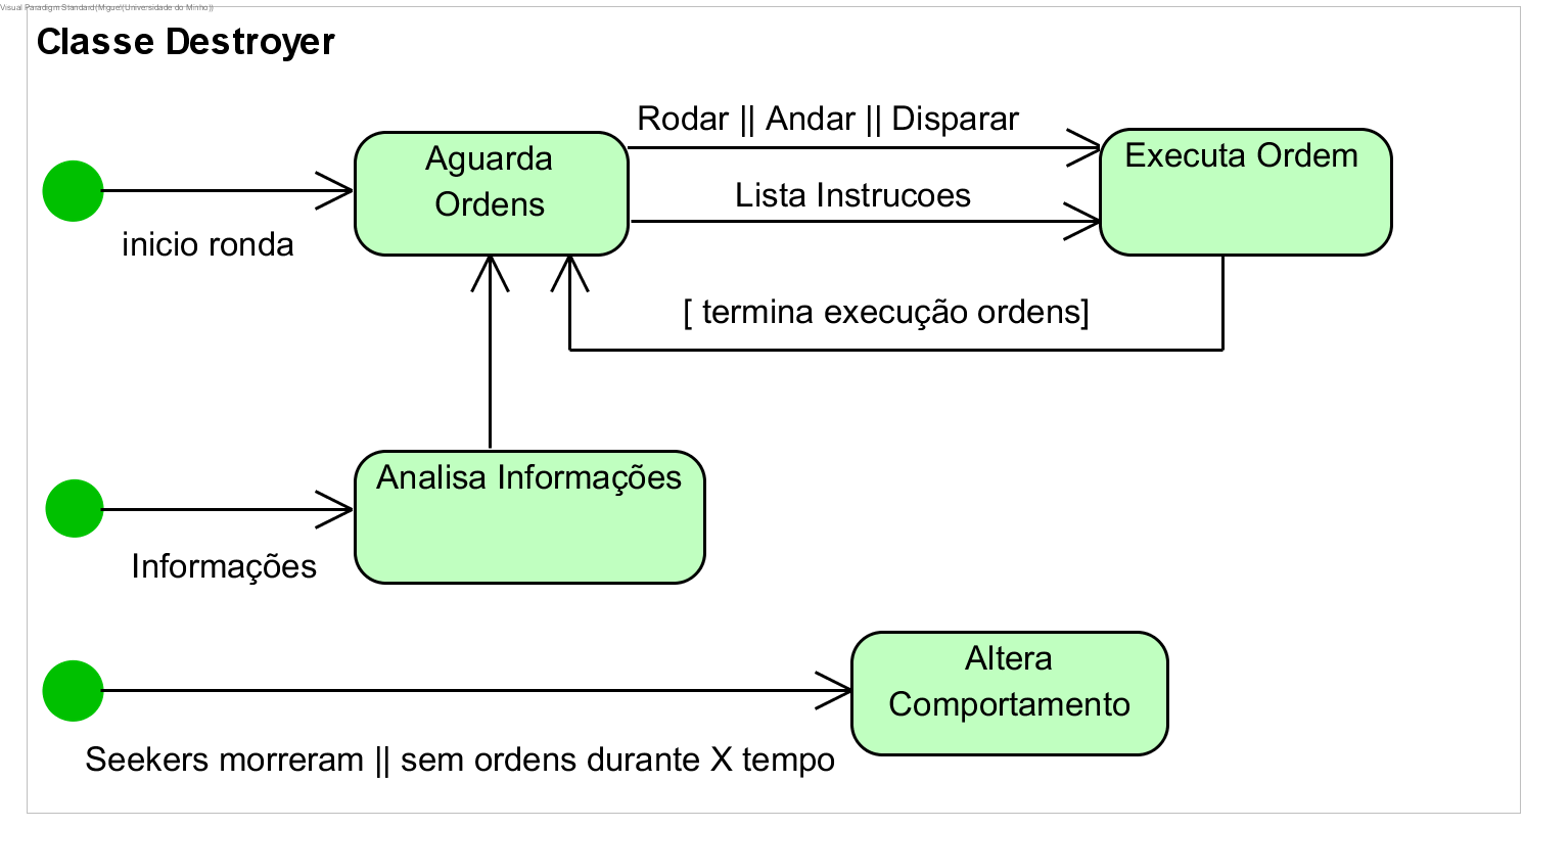 Visual Paradigm Standard(Miguel(Universidade do Minho))
Classe Destroyer
Rodar || Andar || Disparar
Aguarda
Ordens
Executa Ordem
Lista Instrucoes
inicio ronda
[ termina execução ordens]
Analisa Informações
Informações
Altera
Comportamento
Seekers morreram || sem ordens durante X tempo